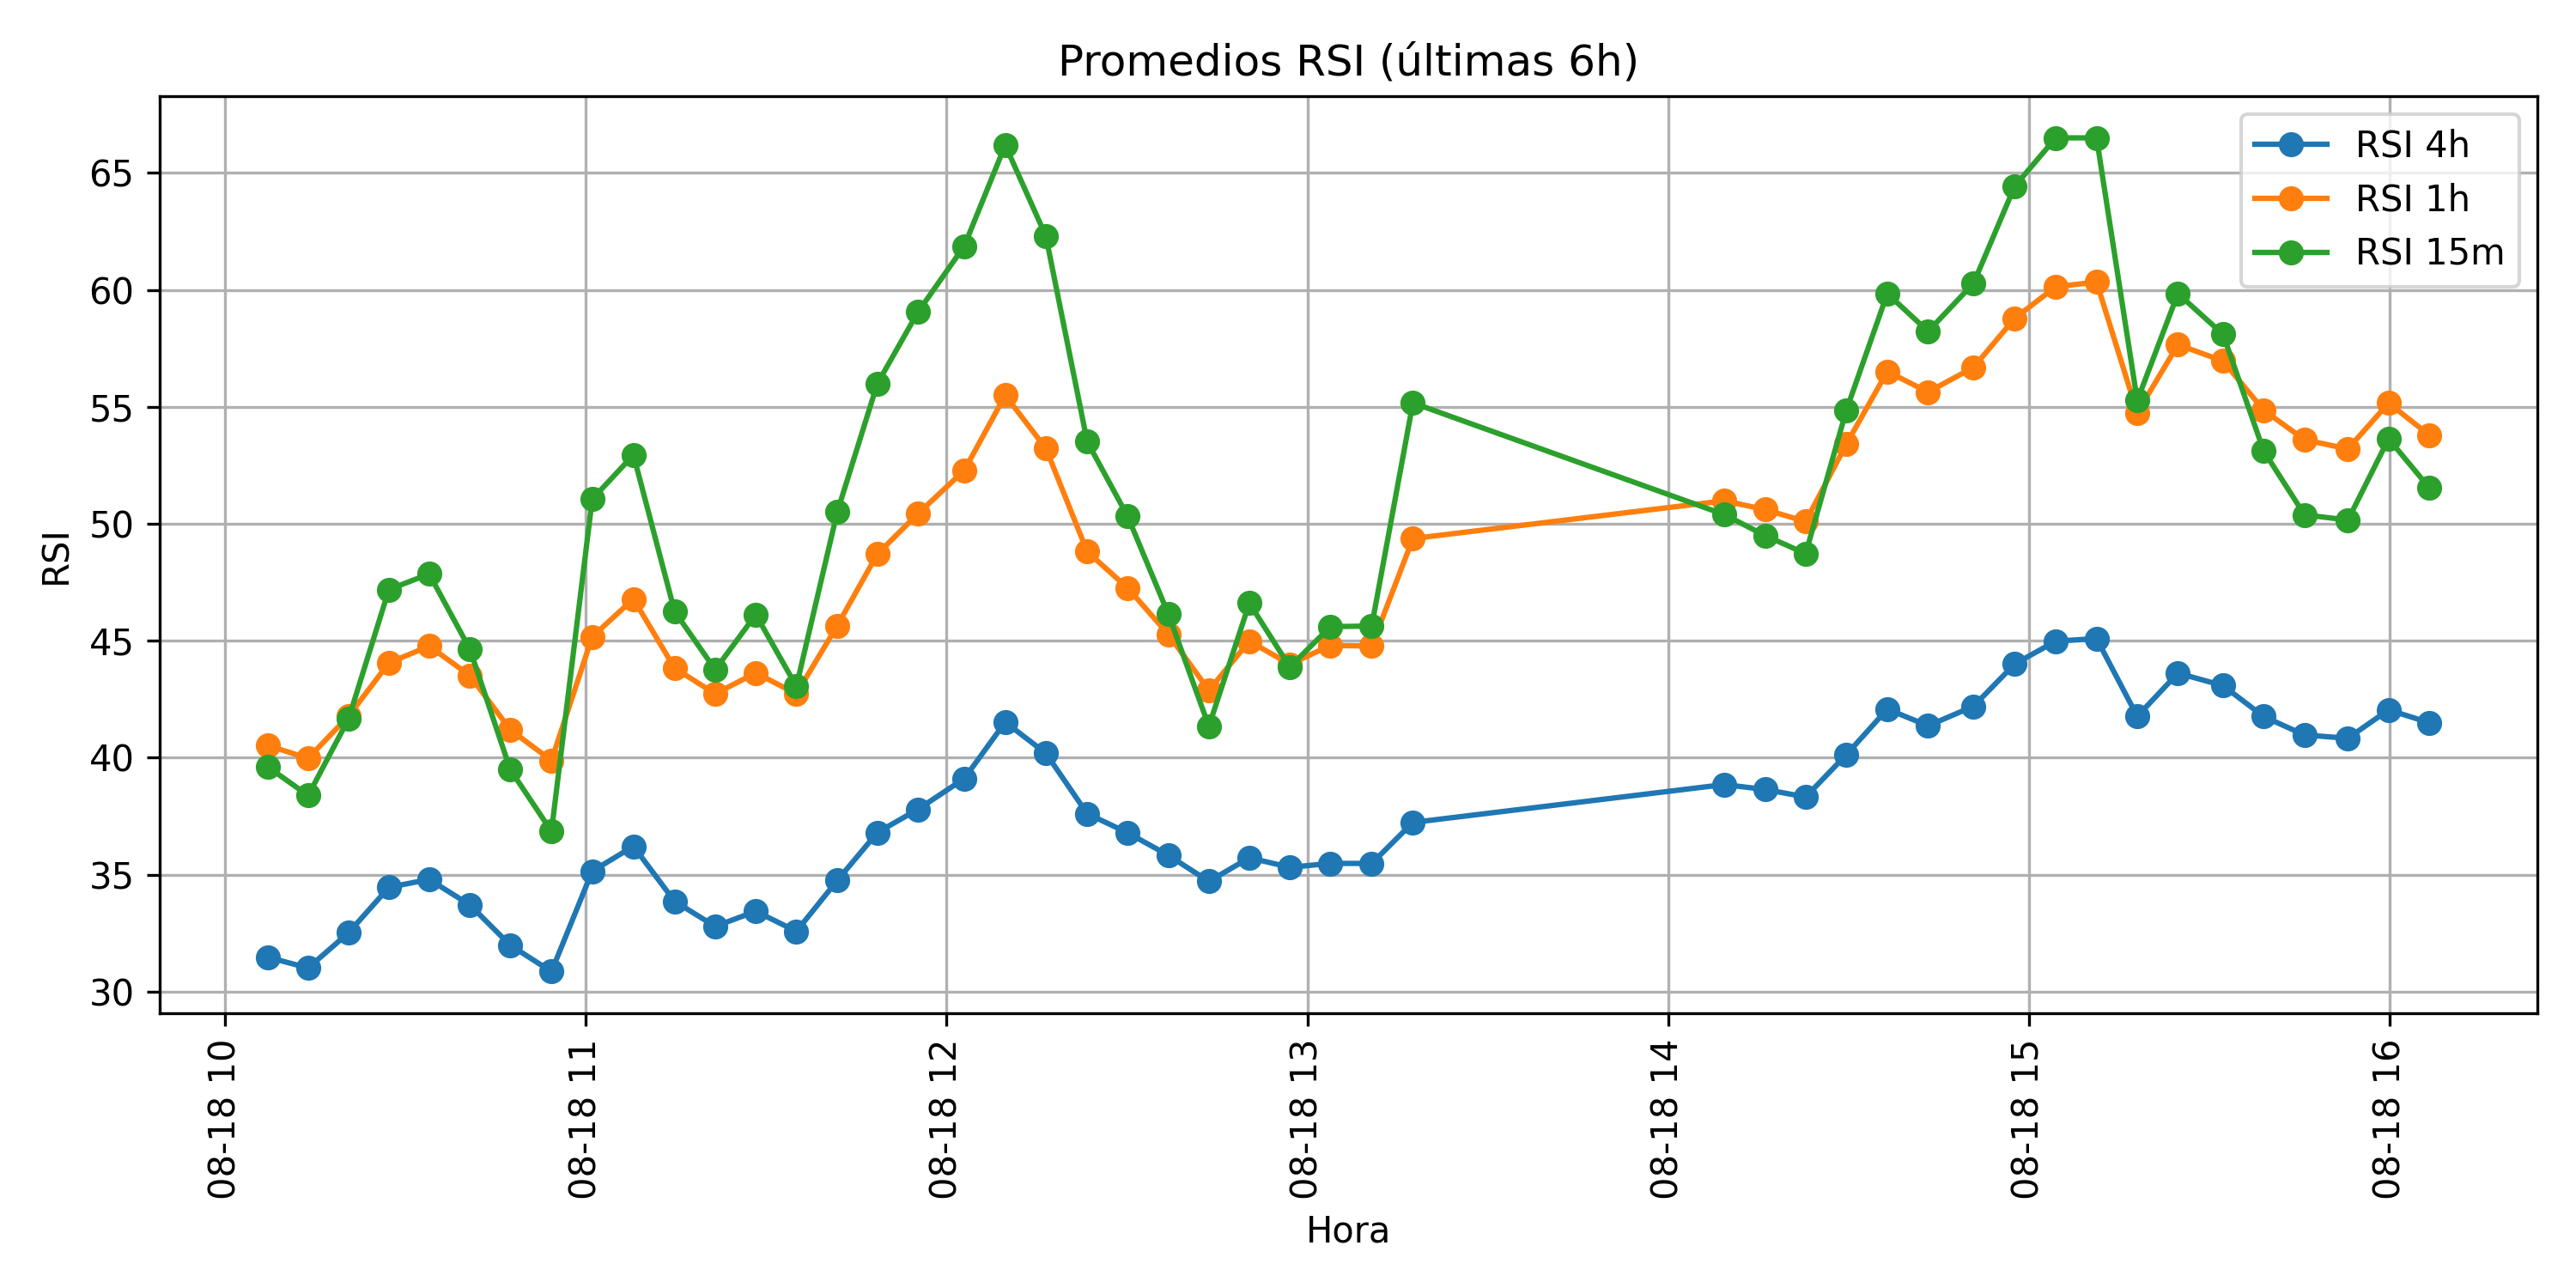 Promedios RSI (últimas 6h)
RSI 4h
RSI 1h
RSI 15m
65
60
55
50
45
40
35
30
RSI
08-18 10
08-18 11
08-18 12
08-18 13
08-18 14
08-18 15
08-18 16
Hora